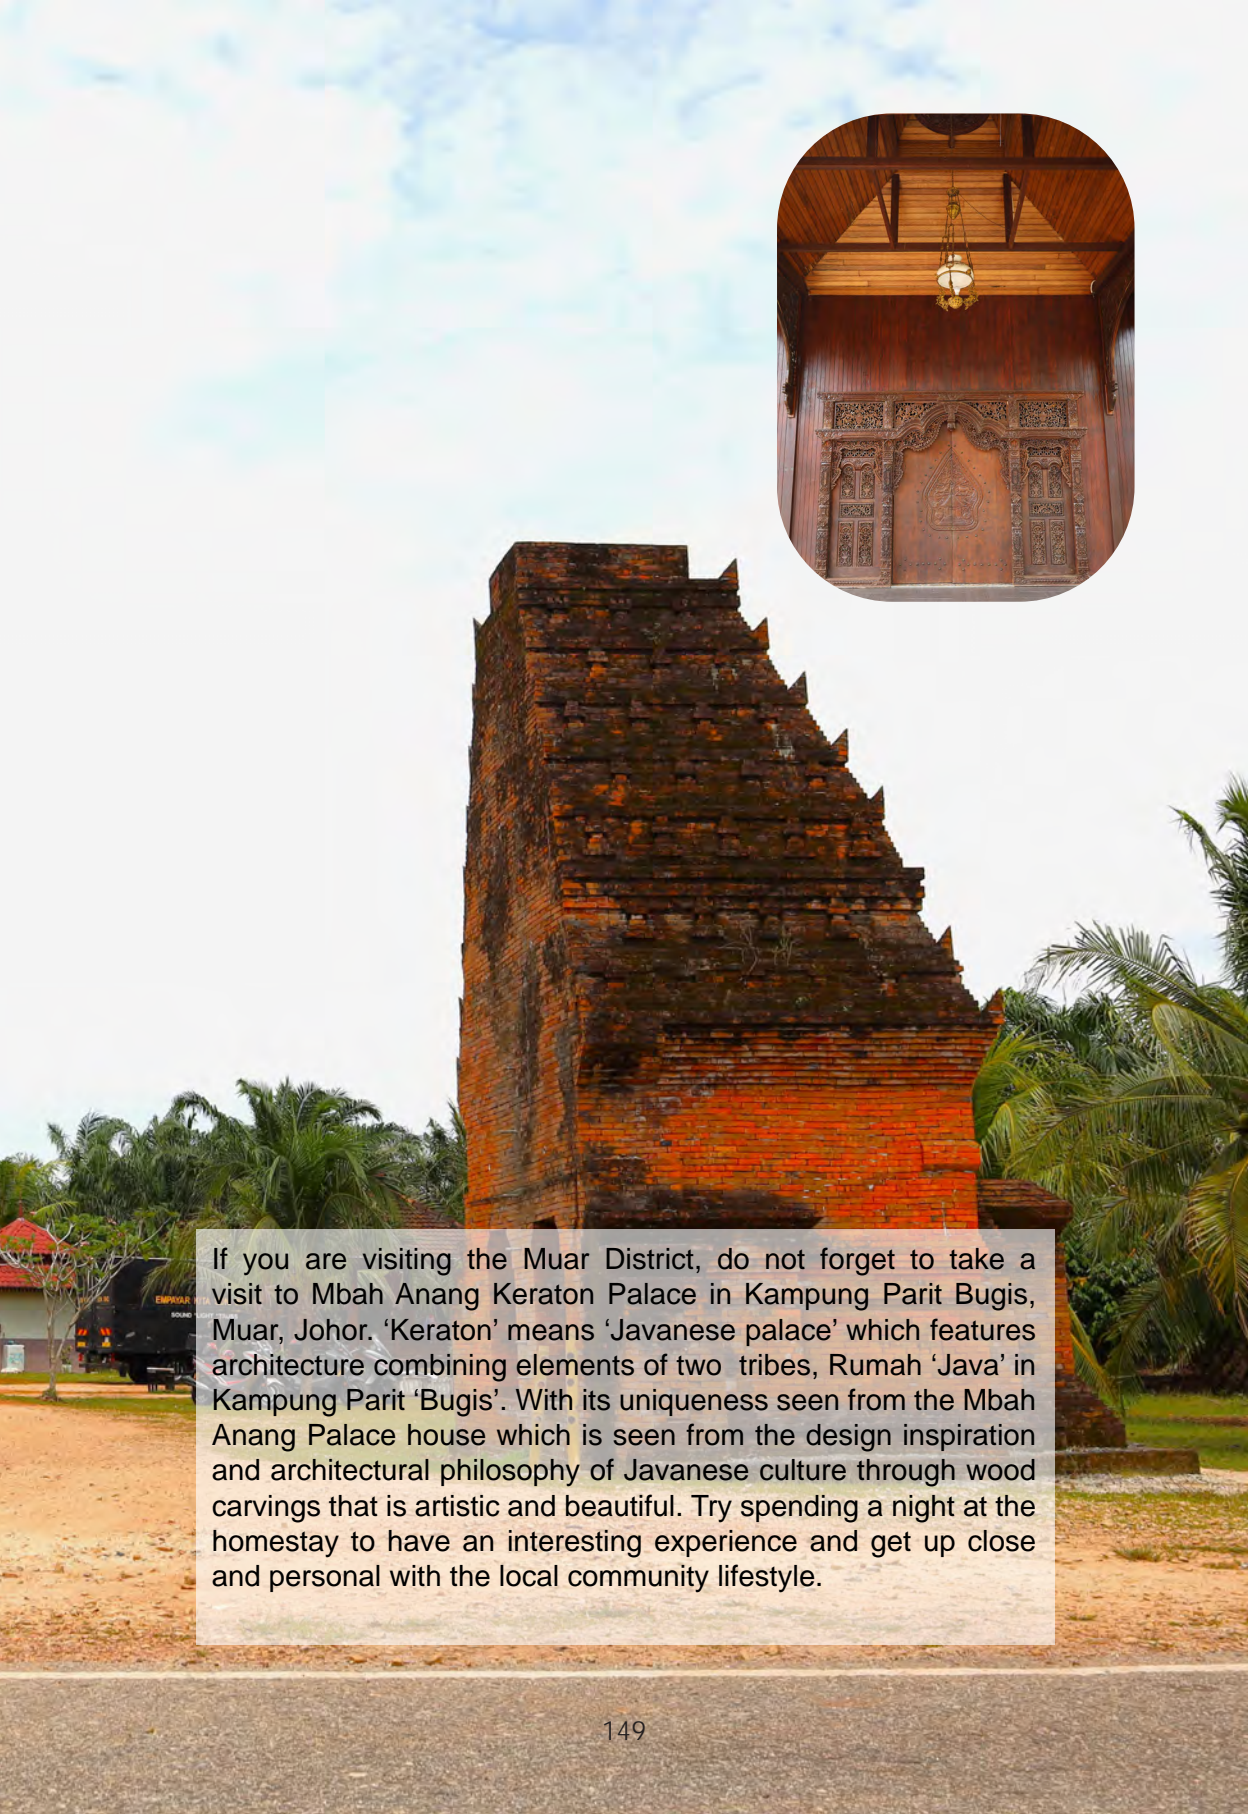 If you are visiting the Muar District, do not forget to take a
visit to Mbah Anang Keraton Palace in Kampung Parit Bugis,
Muar, Johor. ‘Keraton’ means ‘Javanese palace’ which features
architecture combining elements of two  tribes, Rumah ‘Java’ in
Kampung Parit ‘Bugis’. With its uniqueness seen from the Mbah
Anang Palace house which is seen from the design inspiration
and architectural philosophy of Javanese culture through wood
carvings that is artistic and beautiful. Try spending a night at the
homestay to have an interesting experience and get up close
and personal with the local community lifestyle.
EMPAYAR KITA
SOUND
149